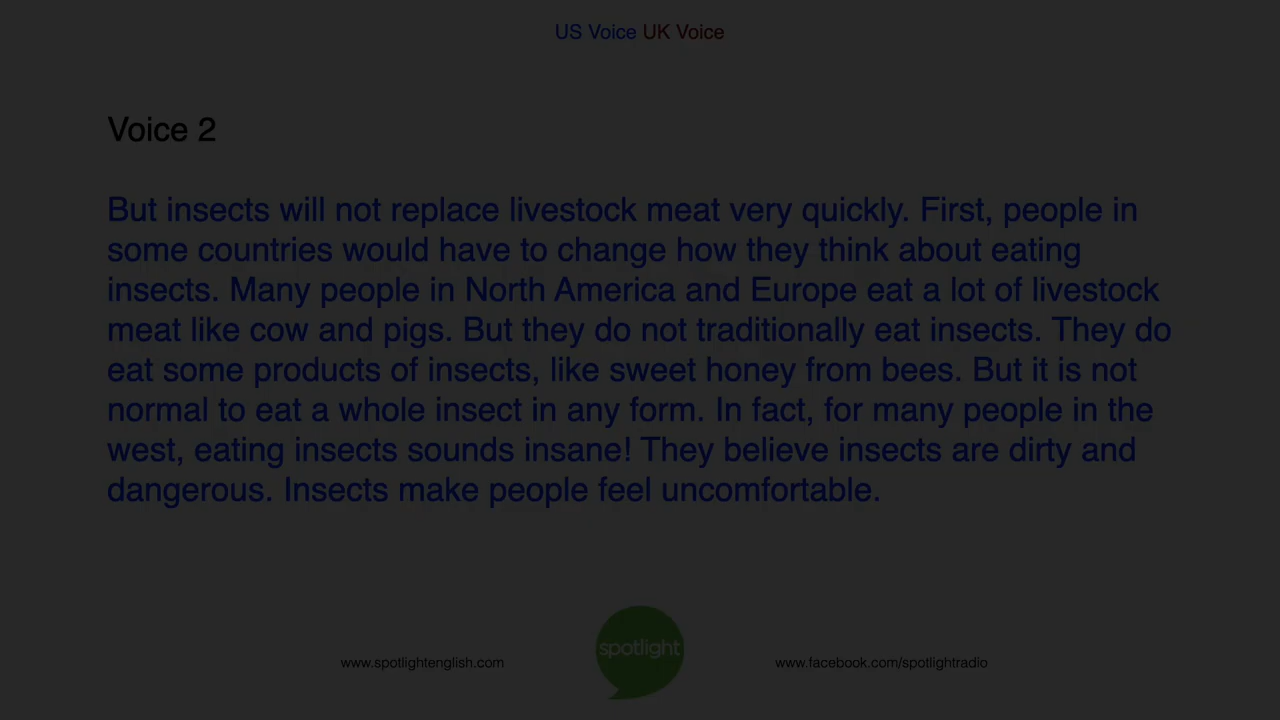 US Voice UK Voice
Voice 2
But insects will not replace livestock meat very quickly. First, people in
some countries would have to change how they think about eating
insects. Many people in North America and Europe eat a lot of livestock
meat like cow and pigs. But they do not traditionally eat insects. They do
eat some products of insects, like sweet honey from bees. But it is not
normal to eat a whole insect in any form. In fact, for many people in the
west, eating insects sounds insane! They believe insects are dirty and
dangerous. Insects make people feel uncomfortable.
spotlight
www.spotlightenglish.com
www.facebook.com/spotlightradio